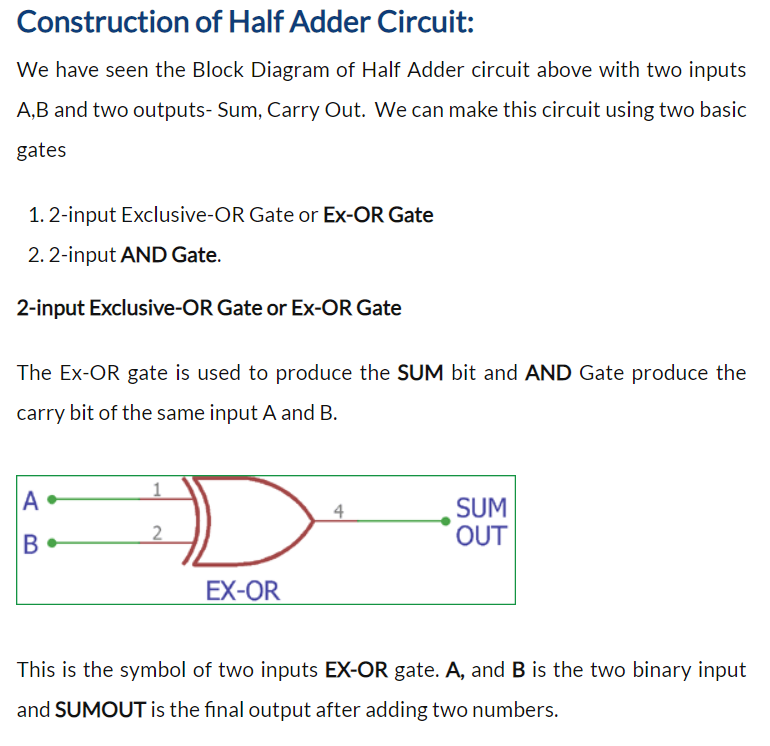 Construction of Half Adder Circuit:
We have seen the Block Diagram of Half Adder circuit above with two inputs
A,B and two outputs- Sum, Carry Out. We can make this circuit using two basic
gates
1. 2-input Exclusive-OR Gate or Ex-OR Gate
2. 2-input AND Gate.
2-input Exclusive-OR Gate or Ex-OR Gate
The Ex-OR gate is used to produce the SUM bit and AND Gate produce the
carry bit of the same input A and B.
A
1
B
2
4
SUM
OUT
EX-OR
This is the symbol of two inputs EX-OR gate. A, and B is the two binary input
and SUMOUT is the final output after adding two numbers.